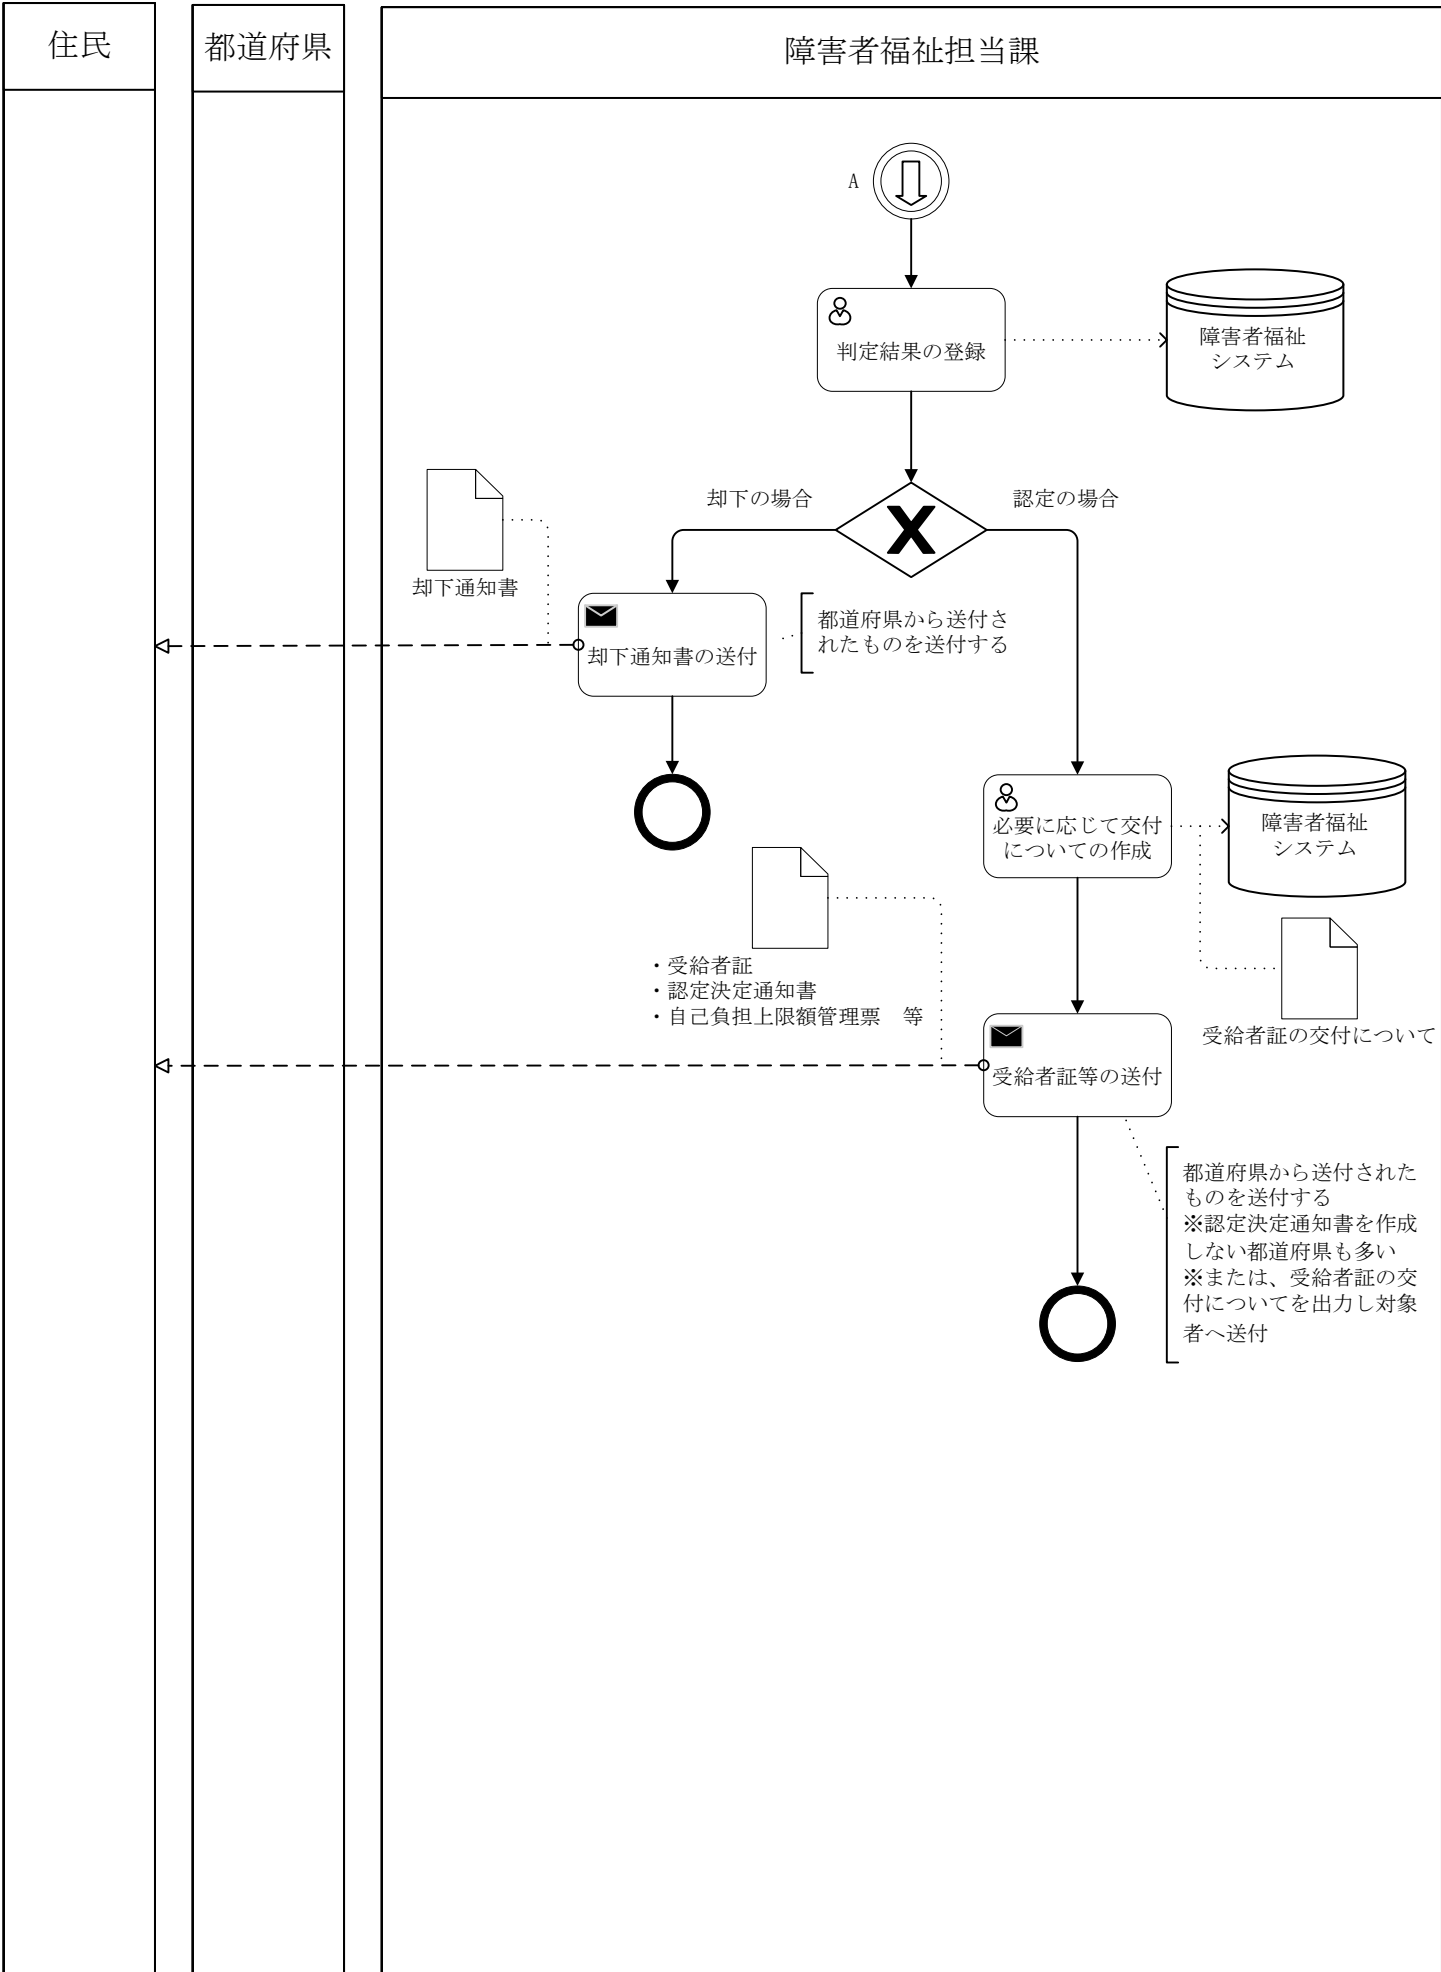 住民
都道府県
障害者福祉担当課
A
判定結果の登録
障害者福祉
システム
却下の場合
認定の場合
却下通知書
却下通知書の送付
都道府県から送付さ
れたものを送付する
必要に応じて交付
についての作成
障害者福祉
システム
・受給者証
・認定決定通知書
・自己負担上限額管理票　等
受給者証の交付について
受給者証等の送付
都道府県から送付された
ものを送付する
※認定決定通知書を作成
しない都道府県も多い
※または、受給者証の交
付についてを出力し対象
者へ送付